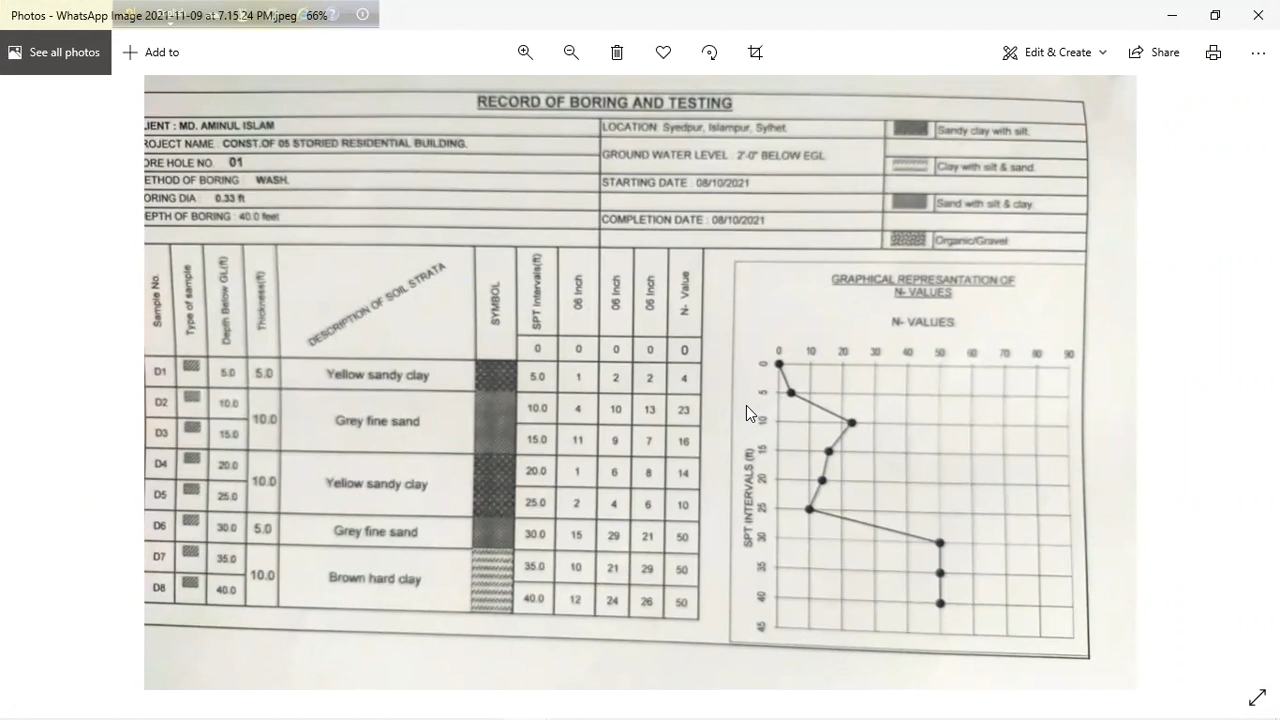 Photos - WhatsApp Image 2021-11-09 at 7.15.24 PM.jpeg - 66%
See all photos
Add to
Edit & Create
Share
RECORD OF BORING AND TESTING
LIENT : MD. AMINUL ISLAM
LOCATION: Syedpur, Islampur, Sylhet.
Sandy clay with silt.
ROJECT NAME : CONST.OF 05 STORIED RESIDENTIAL BUILDING.
GROUND WATER LEVEL : 2'-0" BELOW EGL
Clay with silt & sand.
ORE HOLE NO. 01
ETHOD OF BORING : WASH.
STARTING DATE : 08/10/2021
Sand with silt & clay.
ORING DIA : 0.33 ft
EPTH OF BORING : 40.0 feet
COMPLETION DATE : 08/10/2021
Organic/Gravel
Sample No. Type of sample Depth Below GL(ft) Thickness(ft) DESCRIPTION OF SOIL STRATA SYMBOL SPT Intervals(ft) 06 Inch 06 Inch 06 Inch N- Value
0 0 0 0 0
D1 5.0 5.0 Yellow sandy clay 5.0 1 2 2 4
D2 10.0 10.0 Grey fine sand 10.0 4 10 13 23
D3 15.0 15.0 11 9 7 16
D4 20.0 10.0 Yellow sandy clay 20.0 1 6 8 14
D5 25.0 25.0 2 4 6 10
D6 30.0 5.0 Grey fine sand 30.0 15 29 21 50
D7 35.0 10.0 Brown hard clay 35.0 10 21 29 50
D8 40.0 40.0 12 24 26 50
GRAPHICAL REPRESANTATION OF
N- VALUES
N- VALUES
0 10 20 30 40 50 60 70 80 90
SPT INTERVALS (ft)
0
5
10
15
20
25
30
35
40
45